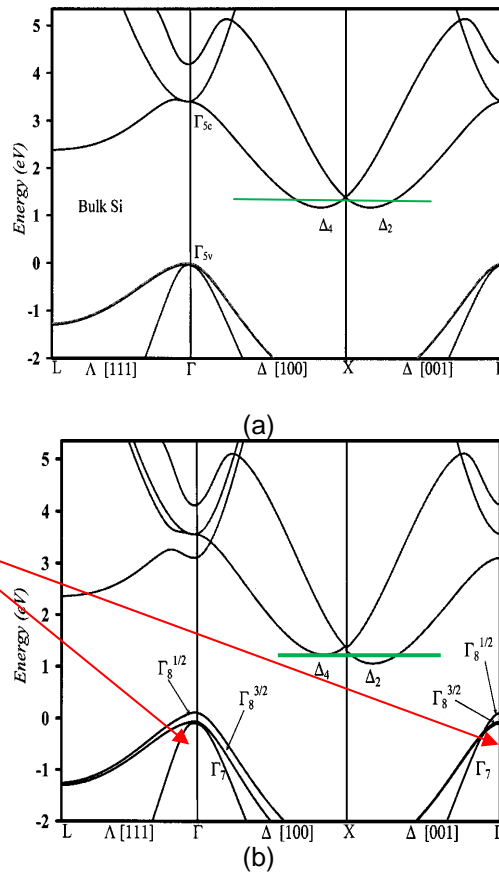 5
4
3
2
1
0
-1
-2
Energy (eV)
Bulk Si
Γ5c
Γ5v
Δ4
Δ2
L Λ [111] Γ Δ [100] X Δ [001]
(a)
5
4
3
2
1
0
-1
-2
Energy (eV)
Δ4
Δ2
Γ8 1/2
Γ8 3/2
Γ7
Γ8 1/2
Γ8 3/2
Γ7
L Λ [111] Γ Δ [100] X Δ [001]
(b)